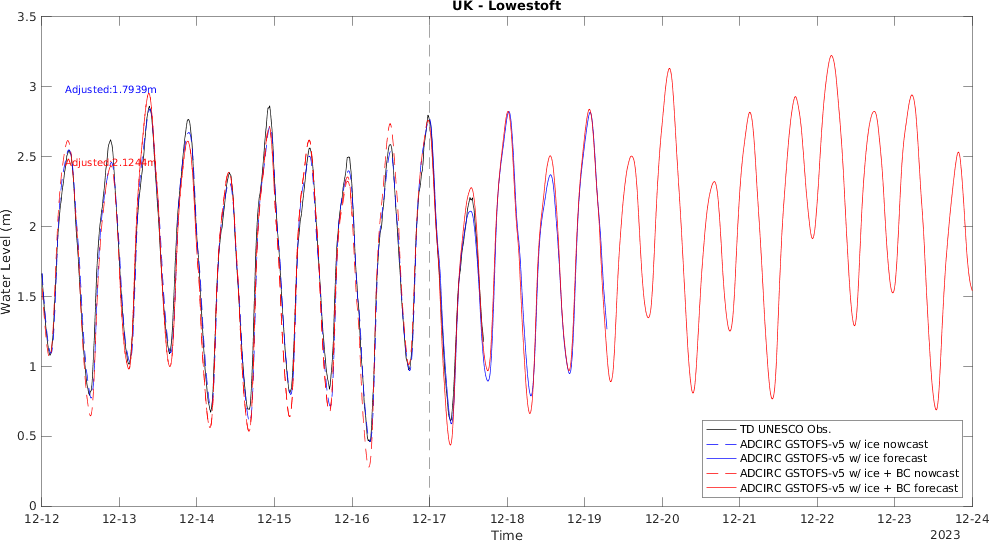 UK - Lowestoft
3.5
3
2.5
2
1.5
1
0.5
0
Water Level (m)
Adjusted:1.7939m
Adjusted:2.1244m
TD UNESCO Obs.
ADCIRC GSTOFS-v5 w/ ice nowcast
ADCIRC GSTOFS-v5 w/ ice forecast
ADCIRC GSTOFS-v5 w/ ice + BC nowcast
ADCIRC GSTOFS-v5 w/ ice + BC forecast
12-12 12-13 12-14 12-15 12-16 12-17 12-18 12-19 12-20 12-21 12-22 12-23 12-24
Time
2023